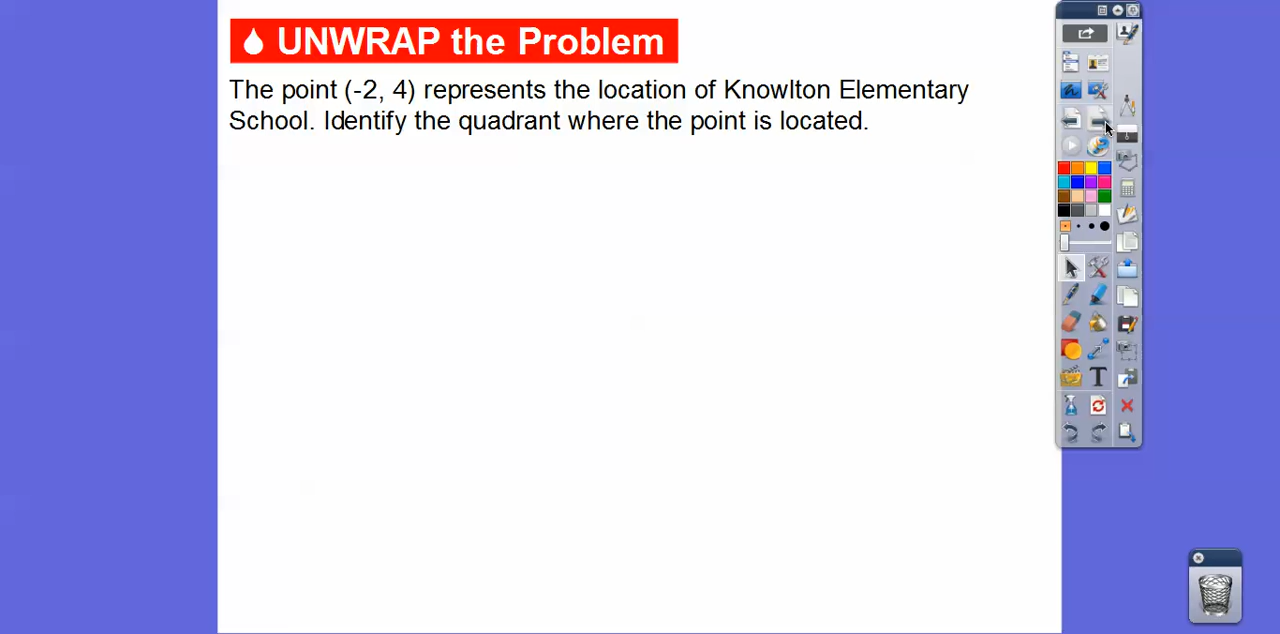 UNWRAP the Problem
The point (-2, 4) represents the location of Knowlton Elementary
School. Identify the quadrant where the point is located.
T